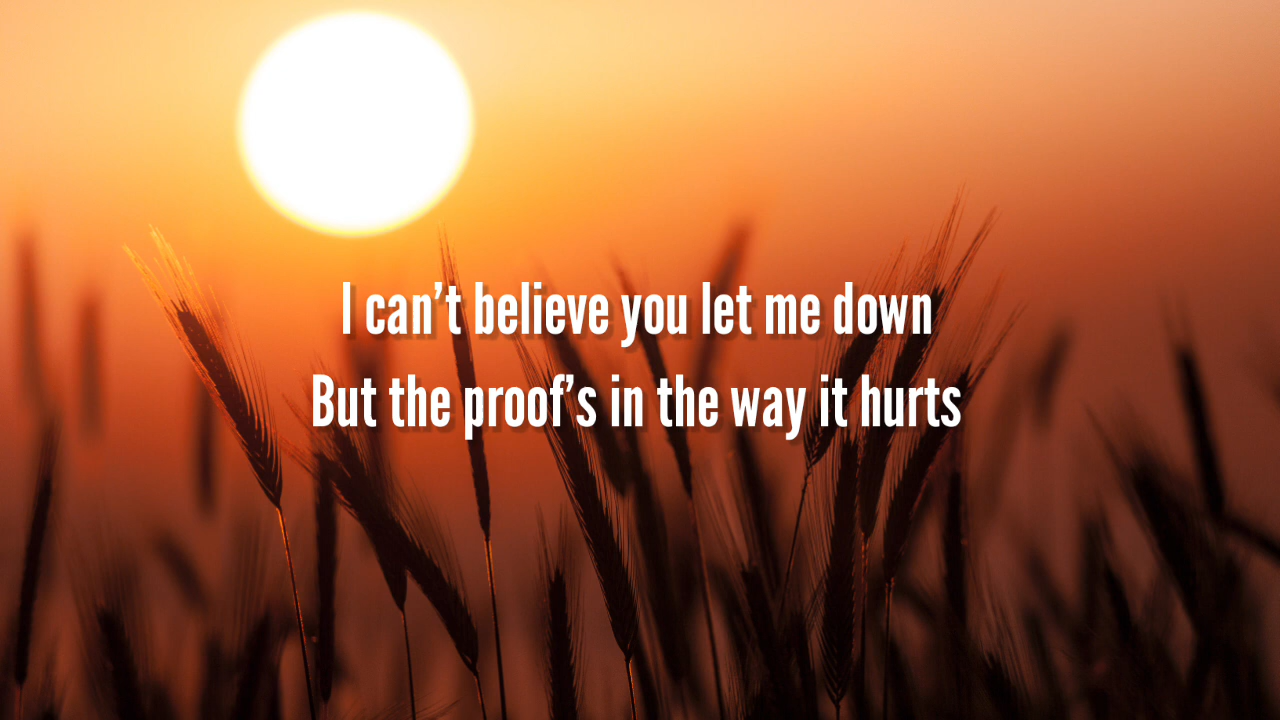 I can’t believe you let me down
But the proof’s in the way it hurts